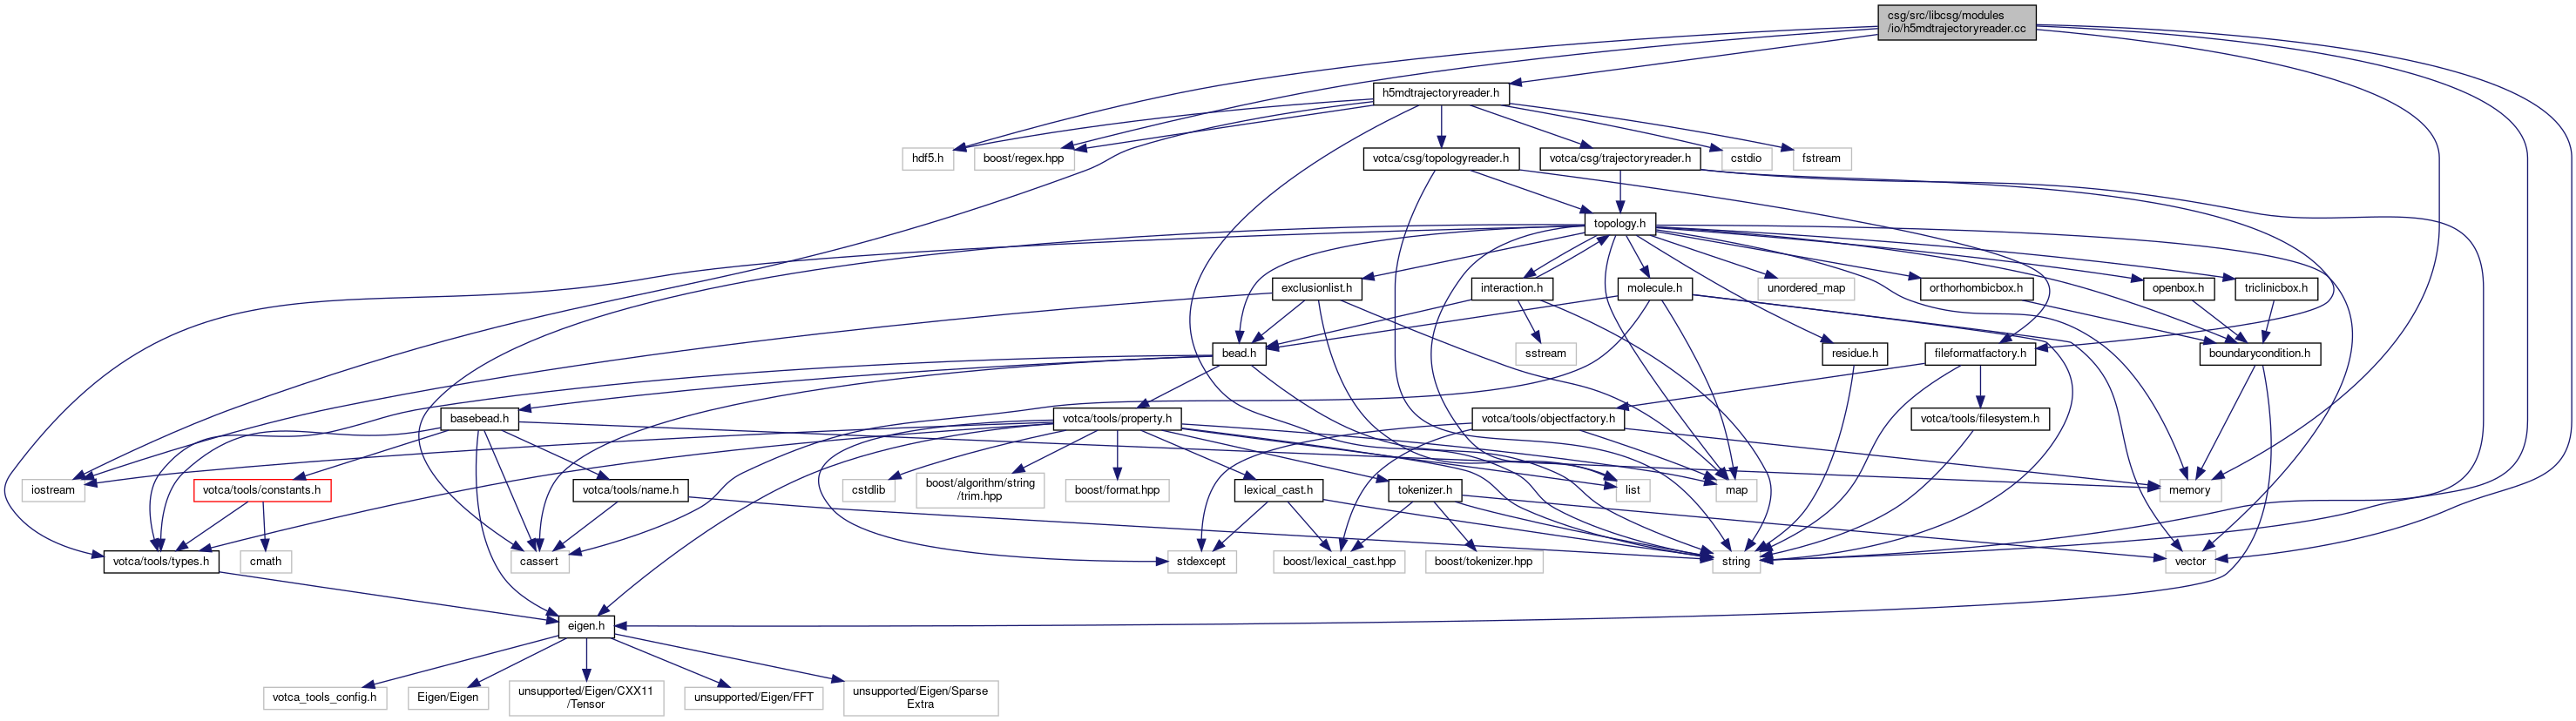 csg/src/libcsg/modules
/io/h5mdtrajectoryreader.cc
h5mdtrajectoryreader.h
hdf5.h
boost/regex.hpp
votca/csg/topologyreader.h
votca/csg/trajectoryreader.h
cstdio
fstream
topology.h
exclusionlist.h
interaction.h
molecule.h
unordered_map
orthorhombicbox.h
openbox.h
triclinicbox.h
bead.h
sstream
residue.h
fileformatfactory.h
boundarycondition.h
basebead.h
votca/tools/property.h
votca/tools/objectfactory.h
votca/tools/filesystem.h
iostream
votca/tools/constants.h
votca/tools/name.h
cstdlib
boost/algorithm/string
/trim.hpp
boost/format.hpp
lexical_cast.h
tokenizer.h
list
map
memory
votca/tools/types.h
cmath
cassert
stdexcept
boost/lexical_cast.hpp
boost/tokenizer.hpp
string
vector
eigen.h
votca_tools_config.h
Eigen/Eigen
unsupported/Eigen/CXX11
/Tensor
unsupported/Eigen/FFT
unsupported/Eigen/Sparse
Extra